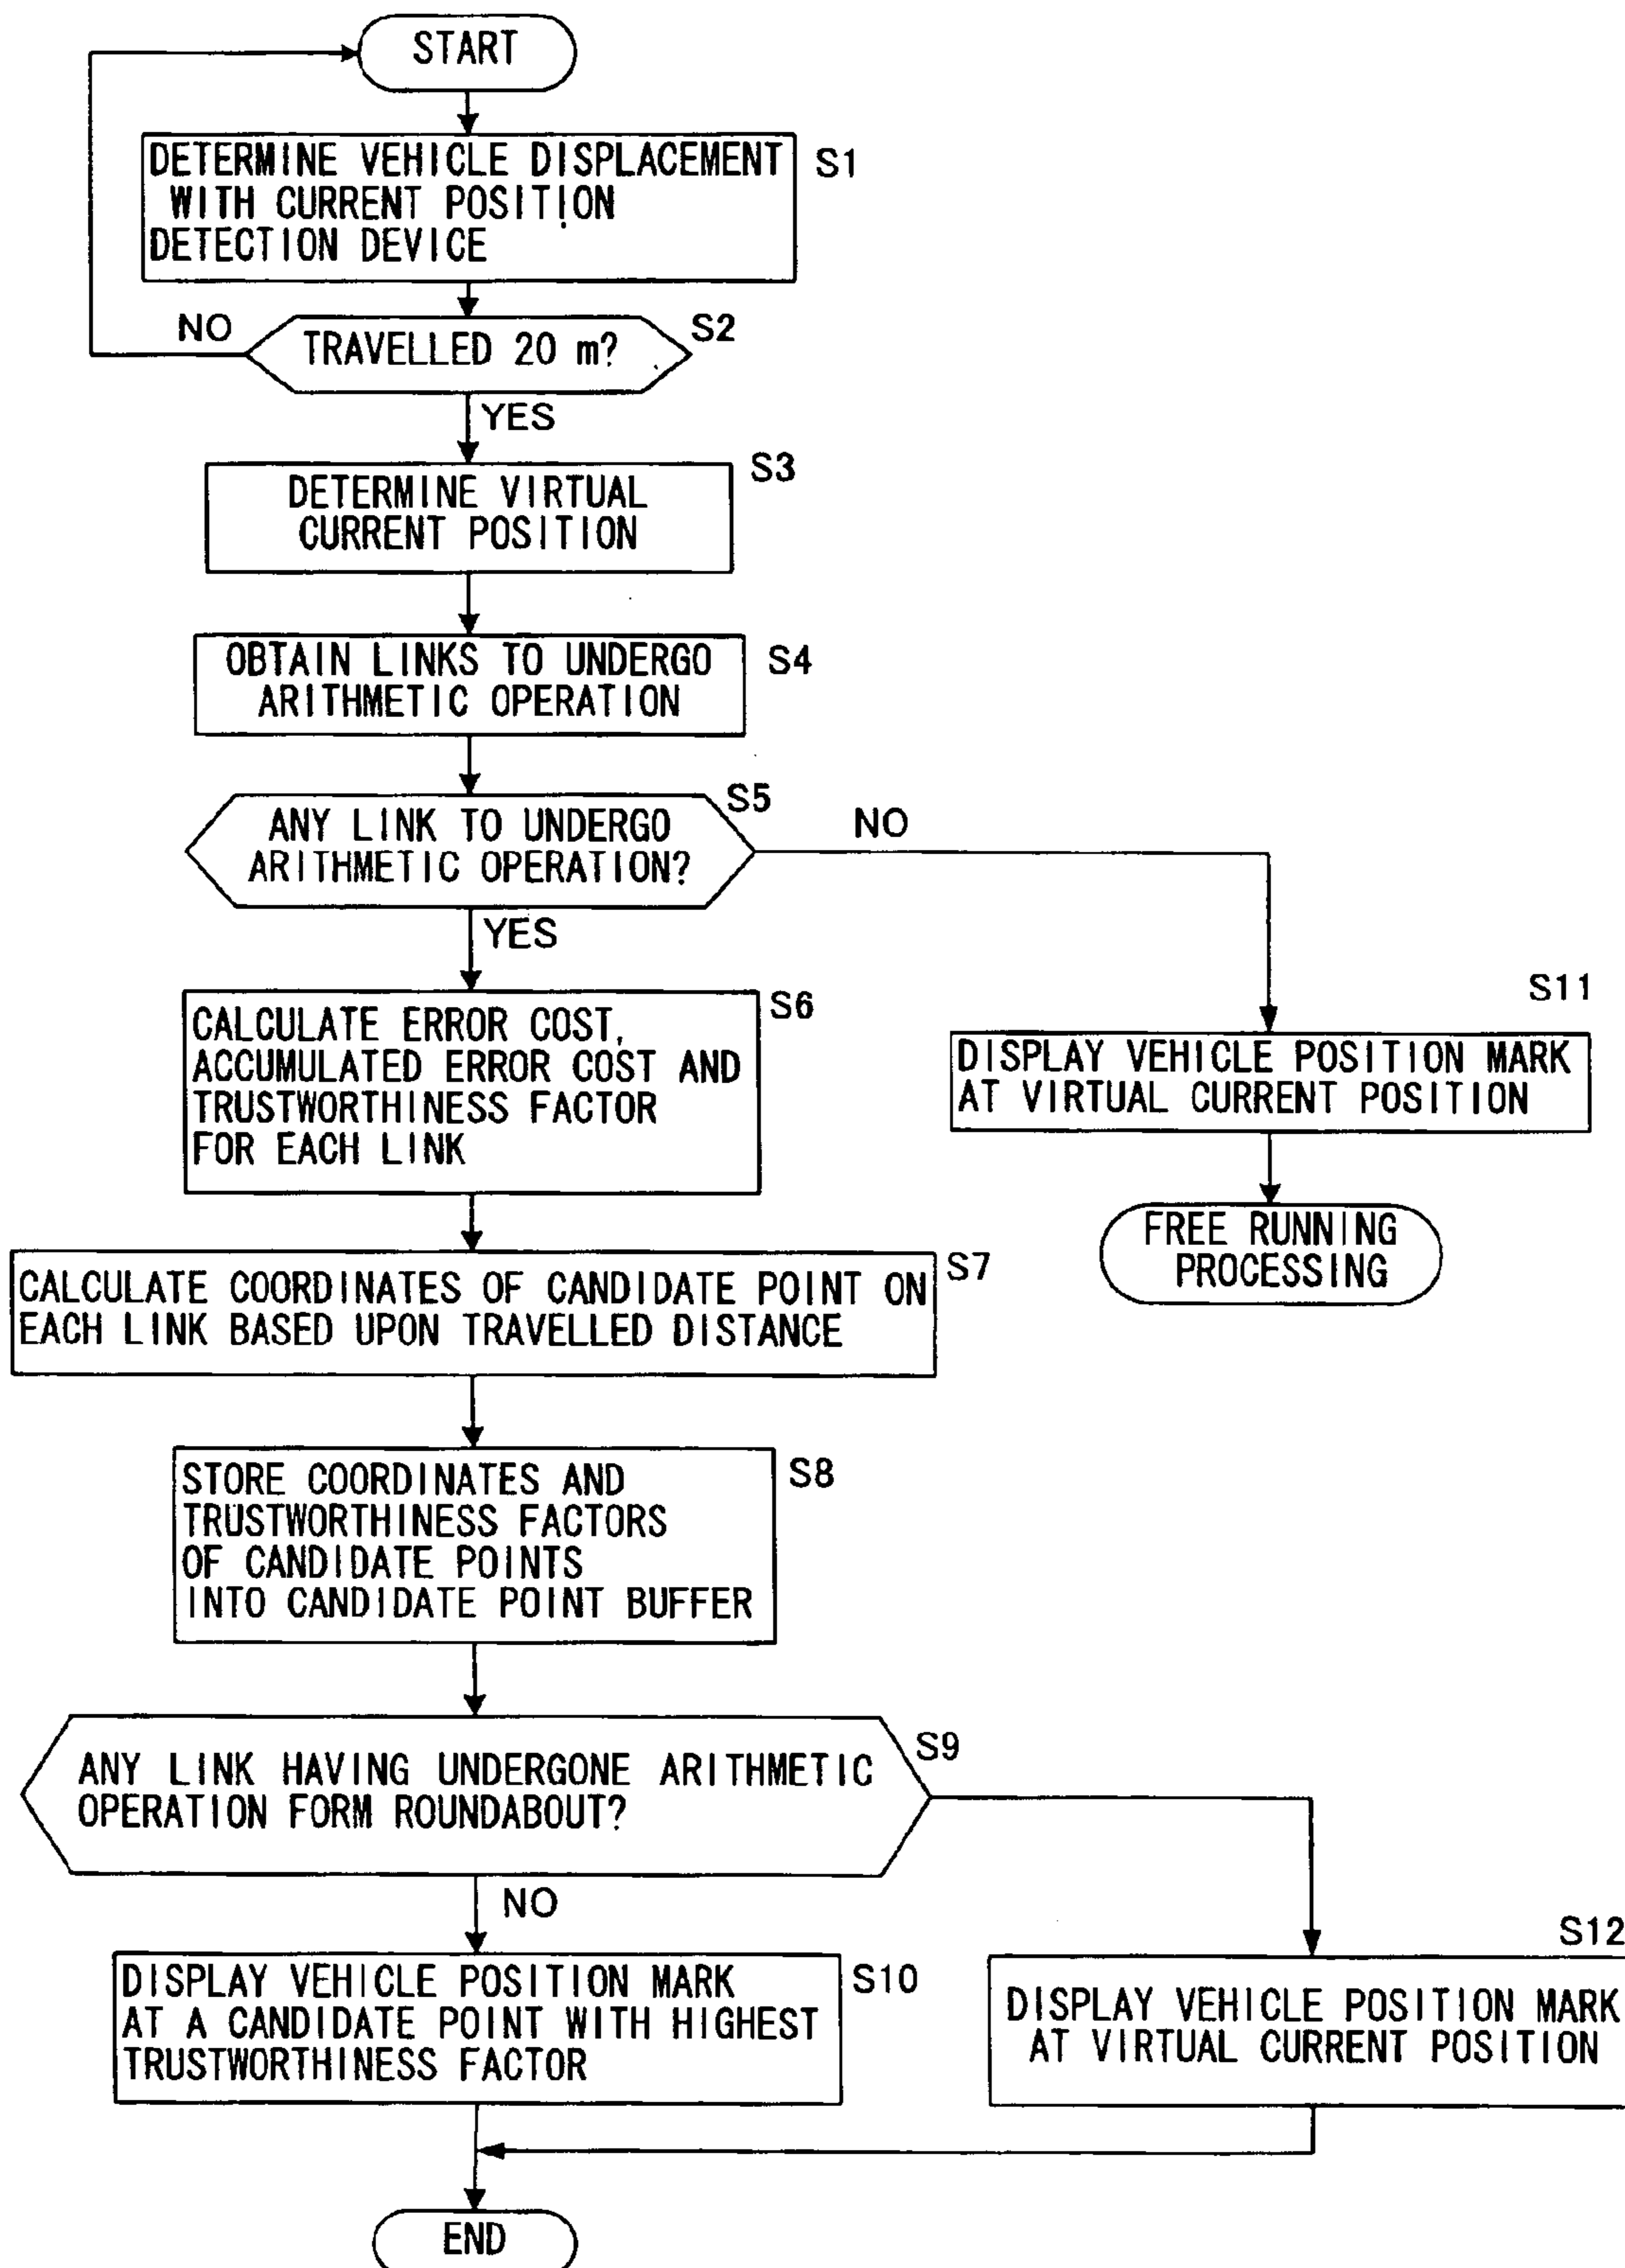 START
DETERMINE VEHICLE DISPLACEMENT
WITH CURRENT POSITION
DETECTION DEVICE
S1
NO
TRAVELLED 20 m?
S2
YES
S3
DETERMINE VIRTUAL
CURRENT POSITION
OBTAIN LINKS TO UNDERGO
ARITHMETIC OPERATION
S4
S5
ANY LINK TO UNDERGO
ARITHMETIC OPERATION?
NO
YES
S6
CALCULATE ERROR COST,
ACCUMULATED ERROR COST AND
TRUSTWORTHINESS FACTOR
FOR EACH LINK
S11
DISPLAY VEHICLE POSITION MARK
AT VIRTUAL CURRENT POSITION
FREE RUNNING
PROCESSING
S7
CALCULATE COORDINATES OF CANDIDATE POINT ON
EACH LINK BASED UPON TRAVELLED DISTANCE
S8
STORE COORDINATES AND
TRUSTWORTHINESS FACTORS
OF CANDIDATE POINTS
INTO CANDIDATE POINT BUFFER
S9
ANY LINK HAVING UNDERGONE ARITHMETIC
OPERATION FORM ROUNDABOUT?
NO
S10
DISPLAY VEHICLE POSITION MARK
AT A CANDIDATE POINT WITH HIGHEST
TRUSTWORTHINESS FACTOR
S12
DISPLAY VEHICLE POSITION MARK
AT VIRTUAL CURRENT POSITION
END